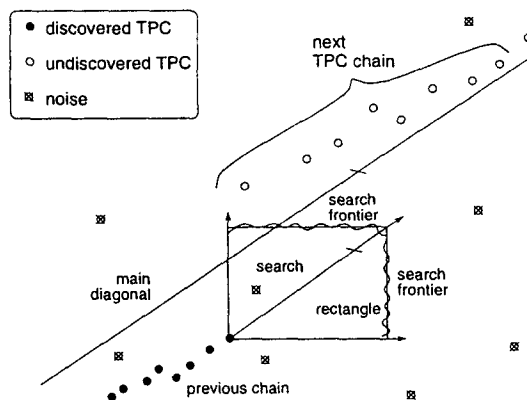 discovered TPC
undiscovered TPC
noise
next
TPC chain
search
frontier
search
main
diagonal
search
frontier
rectangle
previous chain